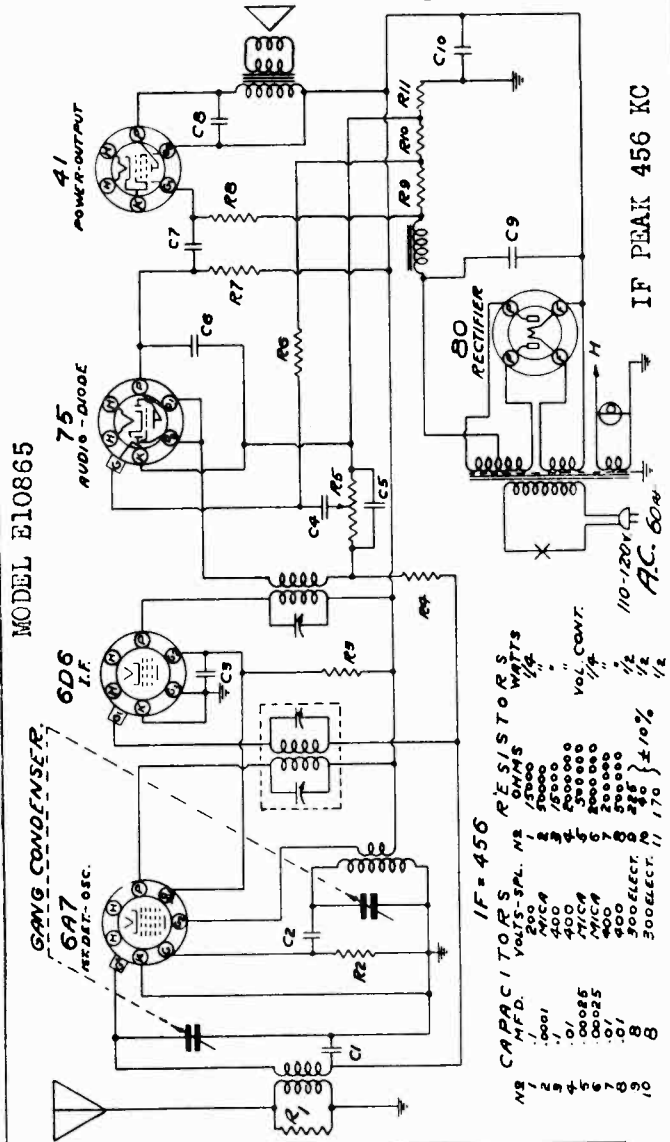 MODEL E10865
GANG CONDENSER.
6A7
1ST. DET.-OSC.
6D6
I.F.
75
AUDIO-DIODE
41
POWER-OUTPUT
80
RECTIFIER
R1
C1
C2
R2
C3
R3
R4
C4
R5
C5
R6
C6
R7
C7
R8
C8
R9
R10
R11
C9
C10
H
110-120V
A.C. 60~
IF PEAK 456 KC
IF = 456
CAPACITORS
Nº MFD. VOLTS-SPL.
1 .1 200
2 .0001 MICA
3 .1 400
4 .01 400
5 .00025 MICA
6 .00025 MICA
7 .01 400
8 .01 400
9 8 300 ELECT.
10 8 300 ELECT.
RESISTORS
Nº OHMS WATTS
1 15000 1/4
2 50000 "
3 15000 "
4 2000000 "
5 500000 VOL. CONT.
6 2000000 1/4
7 200000 "
8 500000 "
9 225 1/2
10 40 } ±10% 1/2
11 170 1/2